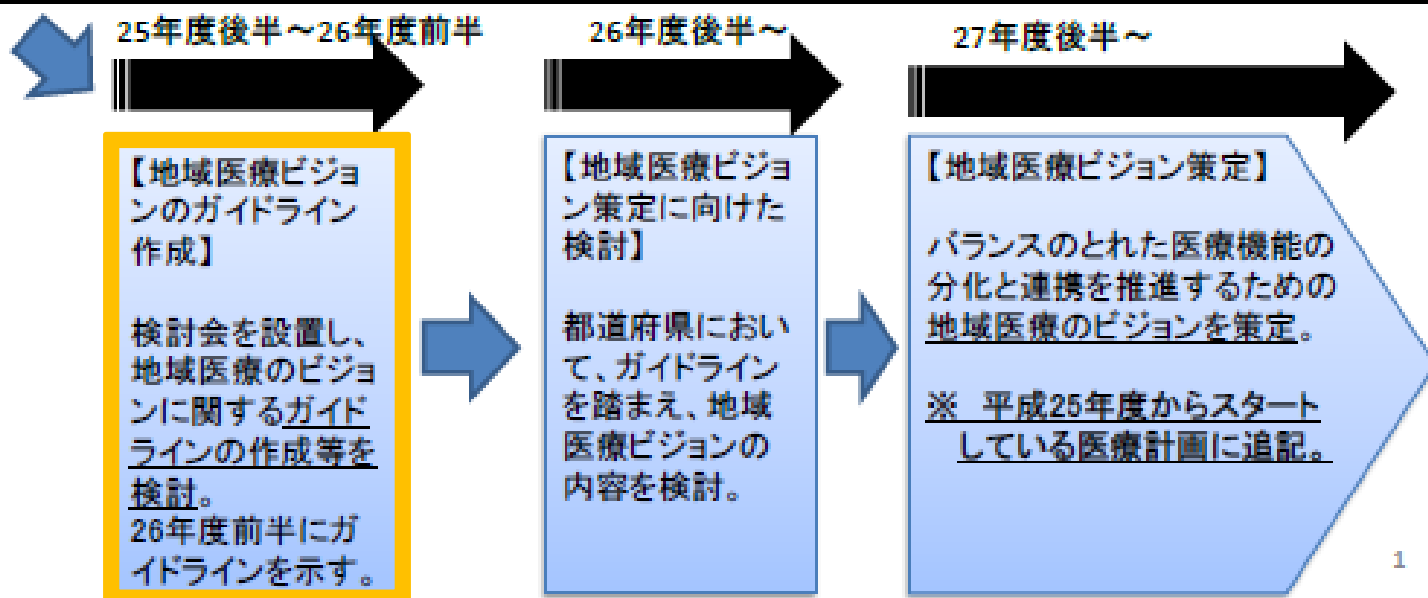 25年度後半～26年度前半
26年度後半～
27年度後半～
【地域医療ビジョ
ンのガイドライン
作成】
検討会を設置し、
地域医療のビジョ
ンに関するガイド
ラインの作成等を
検討。
26年度前半にガ
イドラインを示す。
【地域医療ビジョ
ン策定に向けた
検討】
都道府県におい
て、ガイドライン
を踏まえ、地域
医療ビジョンの
内容を検討。
【地域医療ビジョン策定】
バランスのとれた医療機能の
分化と連携を推進するための
地域医療のビジョンを策定。
※　平成25年度からスタート
している医療計画に追記。
1